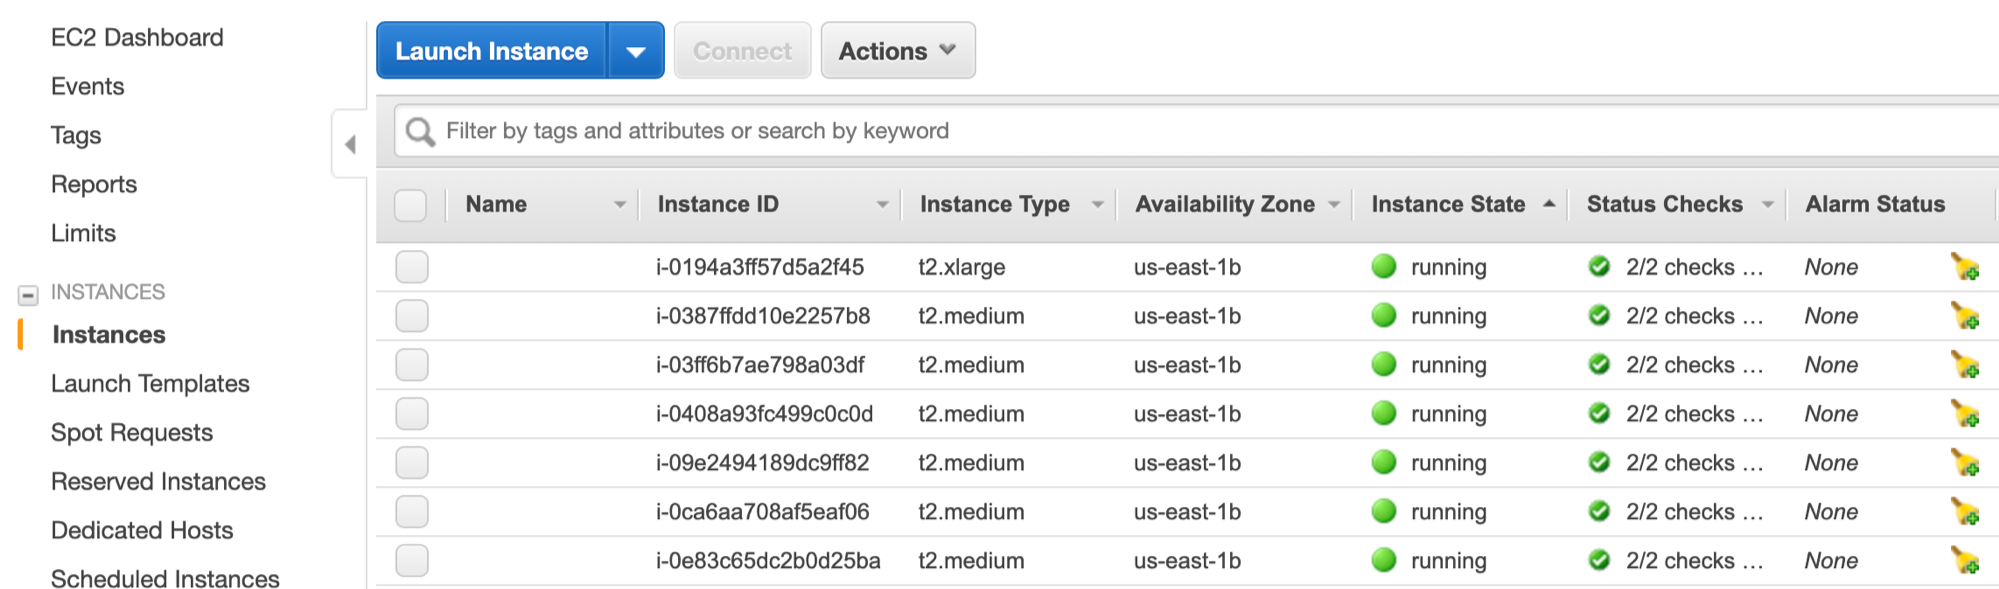 EC2 Dashboard
Events
Tags
Reports
Limits
INSTANCES
Instances
Launch Templates
Spot Requests
Reserved Instances
Dedicated Hosts
Scheduled Instances
Launch Instance Connect Actions
Filter by tags and attributes or search by keyword
Name Instance ID Instance Type Availability Zone Instance State Status Checks Alarm Status
i-0194a3ff57d5a2f45 t2.xlarge us-east-1b running 2/2 checks ... None
i-0387ffdd10e2257b8 t2.medium us-east-1b running 2/2 checks ... None
i-03ff6b7ae798a03df t2.medium us-east-1b running 2/2 checks ... None
i-0408a93fc499c0c0d t2.medium us-east-1b running 2/2 checks ... None
i-09e2494189dc9ff82 t2.medium us-east-1b running 2/2 checks ... None
i-0ca6aa708af5eaf06 t2.medium us-east-1b running 2/2 checks ... None
i-0e83c65dc2b0d25ba t2.medium us-east-1b running 2/2 checks ... None